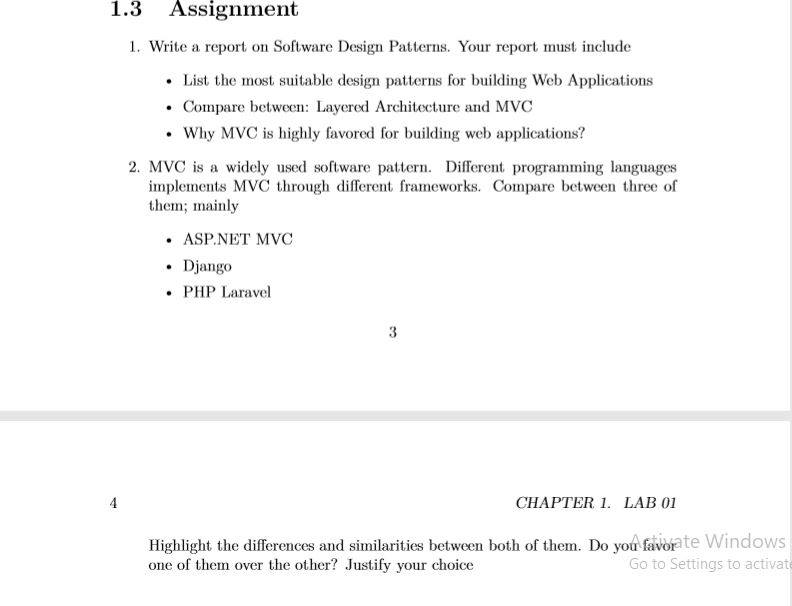 1.3 Assignment
1. Write a report on Software Design Patterns. Your report must include
• List the most suitable design patterns for building Web Applications
• Compare between: Layered Architecture and MVC
• Why MVC is highly favored for building web applications?
2. MVC is a widely used software pattern. Different programming languages
implements MVC through different frameworks. Compare between three of
them; mainly
• ASP.NET MVC
• Django
• PHP Laravel
3
4 CHAPTER 1. LAB 01
Highlight the differences and similarities between both of them. Do you favor
one of them over the other? Justify your choice
Activate Windows
Go to Settings to activate